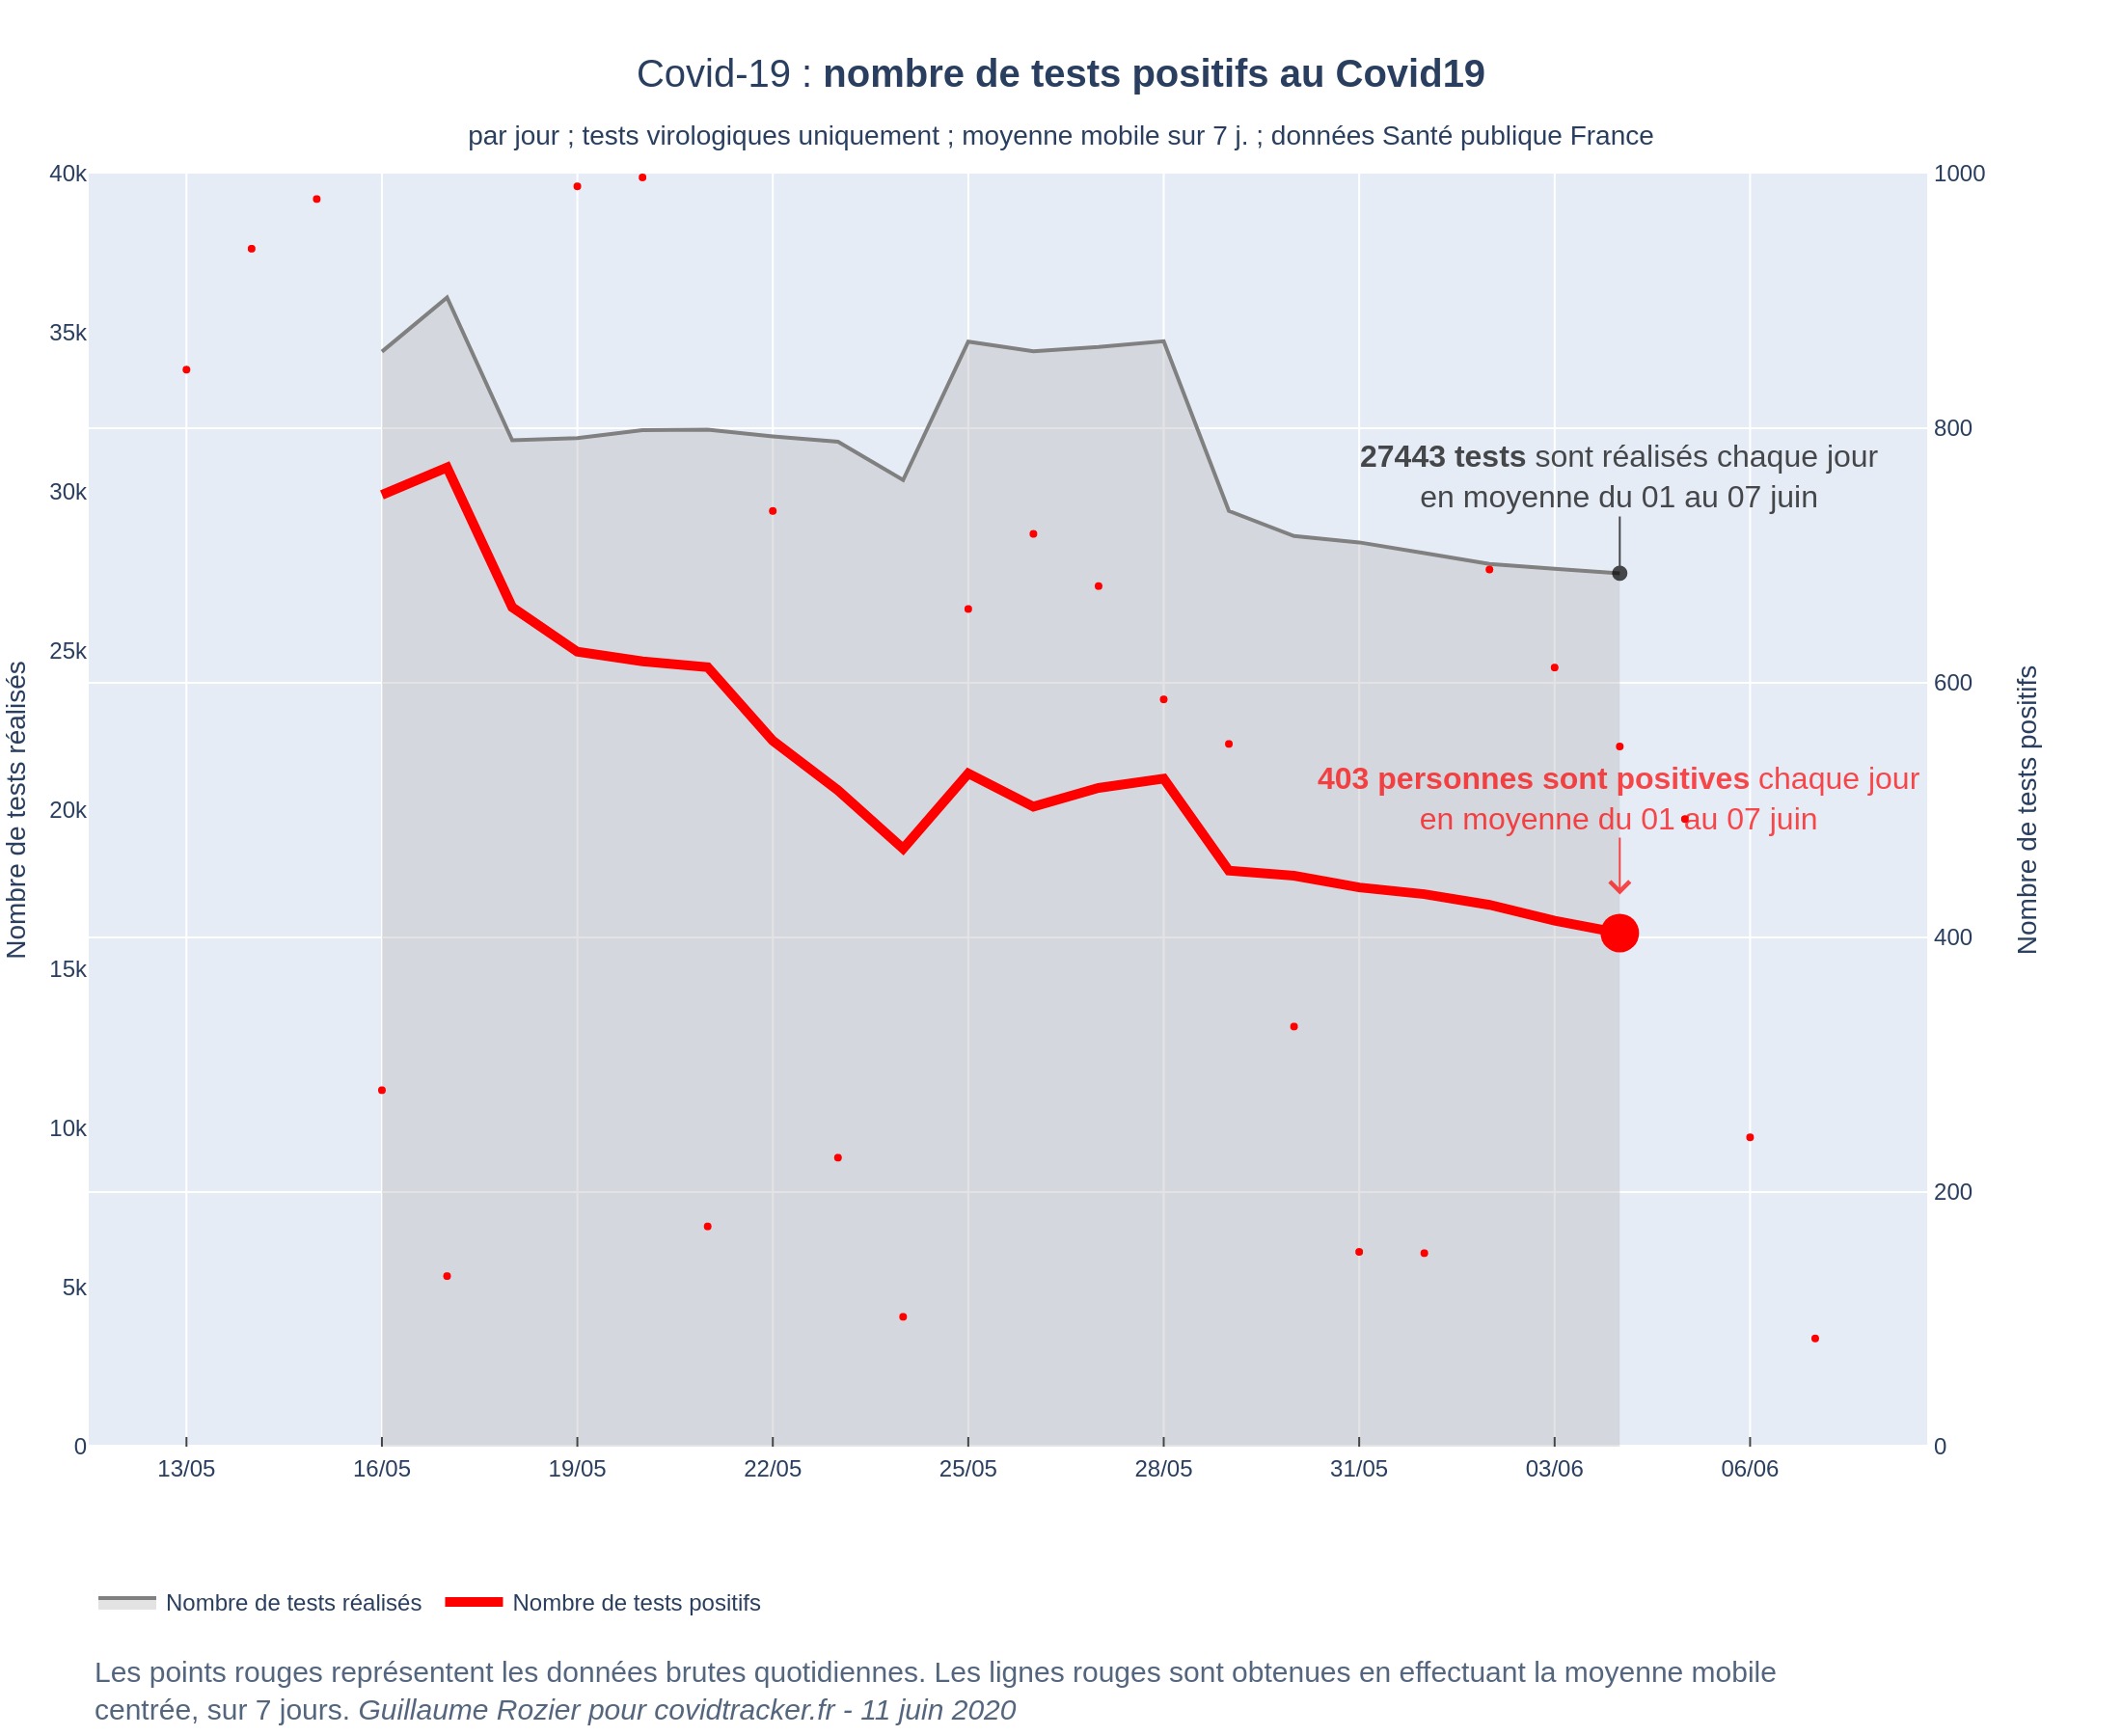 Covid-19 : nombre de tests positifs au Covid19
par jour ; tests virologiques uniquement ; moyenne mobile sur 7 j. ; données Santé publique France
40k
35k
30k
25k
20k
15k
10k
5k
0
Nombre de tests réalisés
1000
800
600
400
200
0
Nombre de tests positifs
27443 tests sont réalisés chaque jour
en moyenne du 01 au 07 juin
403 personnes sont positives chaque jour
en moyenne du 01 au 07 juin
13/05 16/05 19/05 22/05 25/05 28/05 31/05 03/06 06/06
Nombre de tests réalisés Nombre de tests positifs
Les points rouges représentent les données brutes quotidiennes. Les lignes rouges sont obtenues en effectuant la moyenne mobile
centrée, sur 7 jours. Guillaume Rozier pour covidtracker.fr - 11 juin 2020